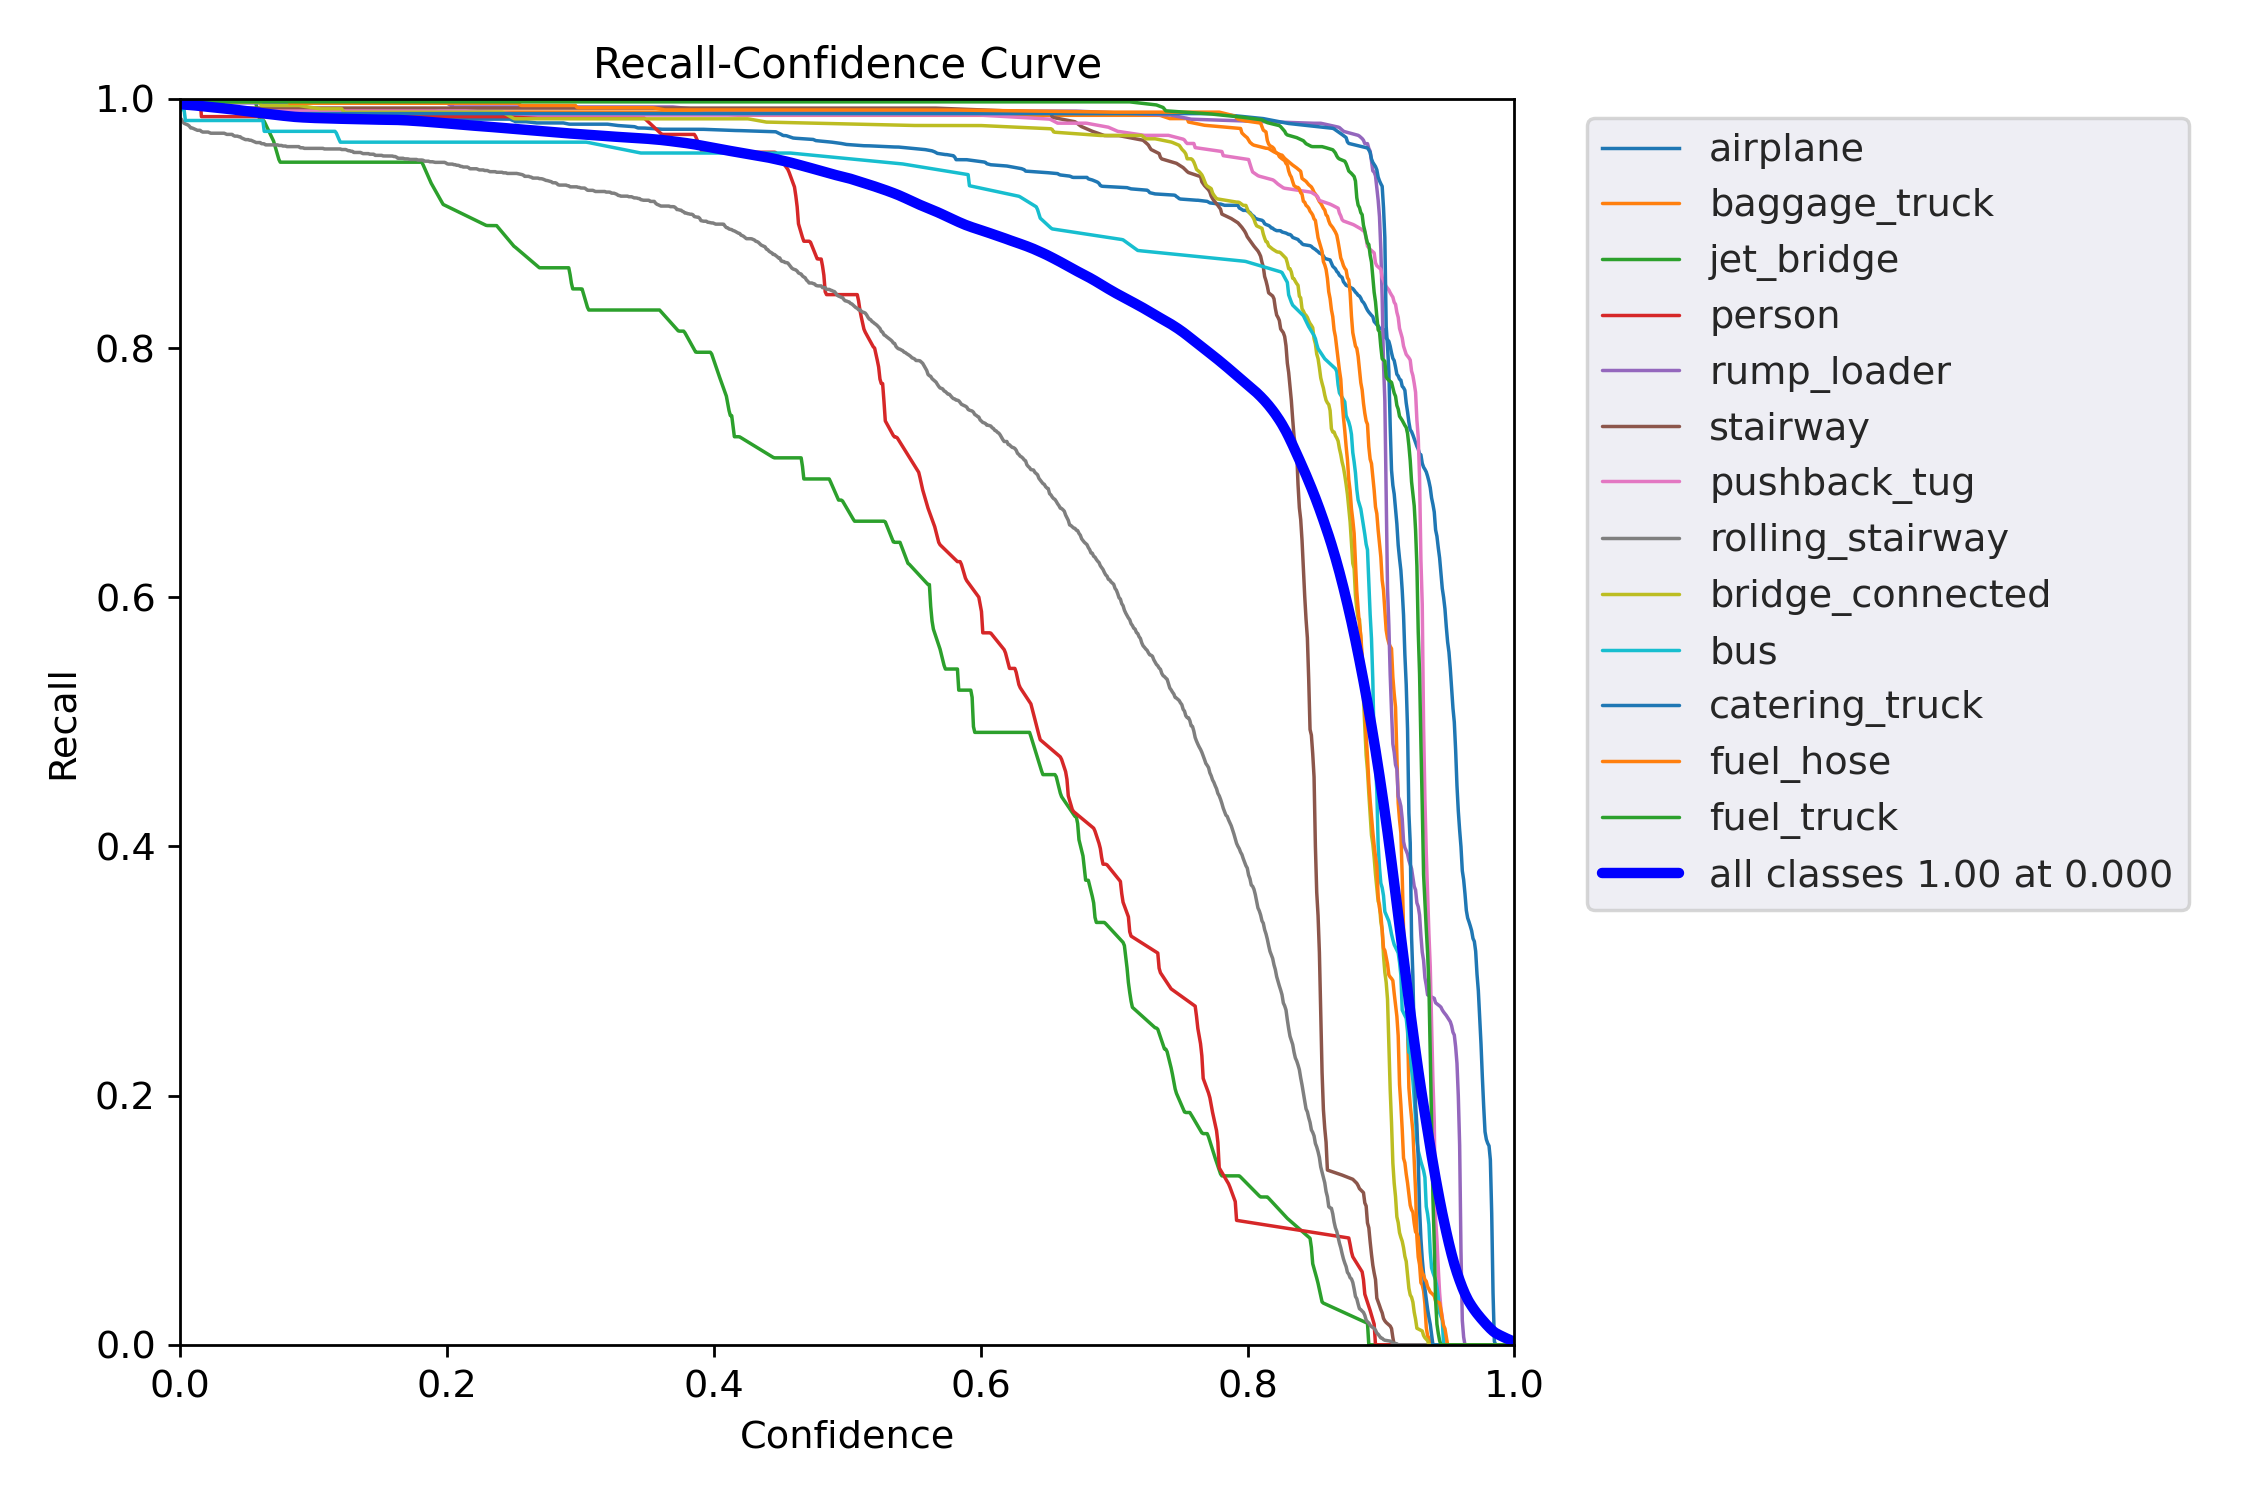 Recall-Confidence Curve
1.0
0.8
0.6
0.4
0.2
0.0
Recall
0.0 0.2 0.4 0.6 0.8 1.0
Confidence
airplane
baggage_truck
jet_bridge
person
rump_loader
stairway
pushback_tug
rolling_stairway
bridge_connected
bus
catering_truck
fuel_hose
fuel_truck
all classes 1.00 at 0.000